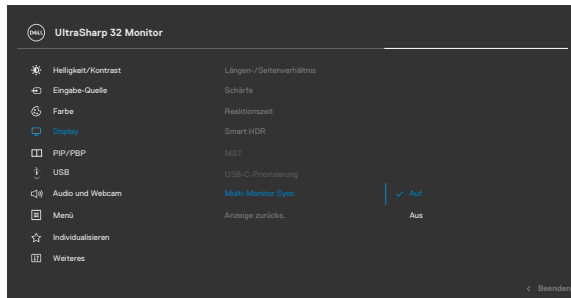 DELL UltraSharp 32 Monitor
Helligkeit/Kontrast Längen-/Seitenverhältnis
Eingabe-Quelle Schärfe
Farbe Reaktionszeit
Display Smart HDR
PIP/PBP MST
USB USB-C-Priorisierung
Audio und Webcam Multi-Monitor Sync Auf
Menü Anzeige zurücks. Aus
Individualisieren
Weiteres
Beenden